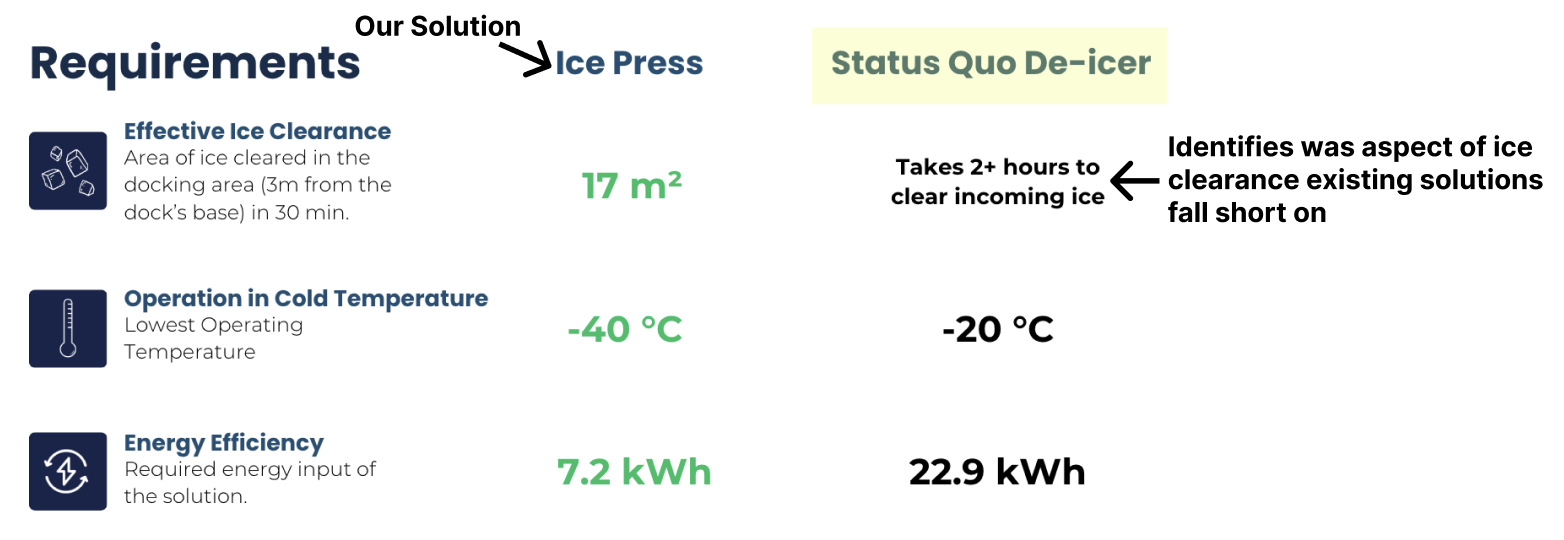 Our Solution
Requirements
Ice Press
Status Quo De-icer
Effective Ice Clearance
Area of ice cleared in the
docking area (3m from the
dock's base) in 30 min.
17 m²
Takes 2+ hours to
clear incoming ice
Identifies was aspect of ice
clearance existing solutions
fall short on
Operation in Cold Temperature
Lowest Operating
Temperature
-40 °C
-20 °C
Energy Efficiency
Required energy input of
the solution.
7.2 kWh
22.9 kWh